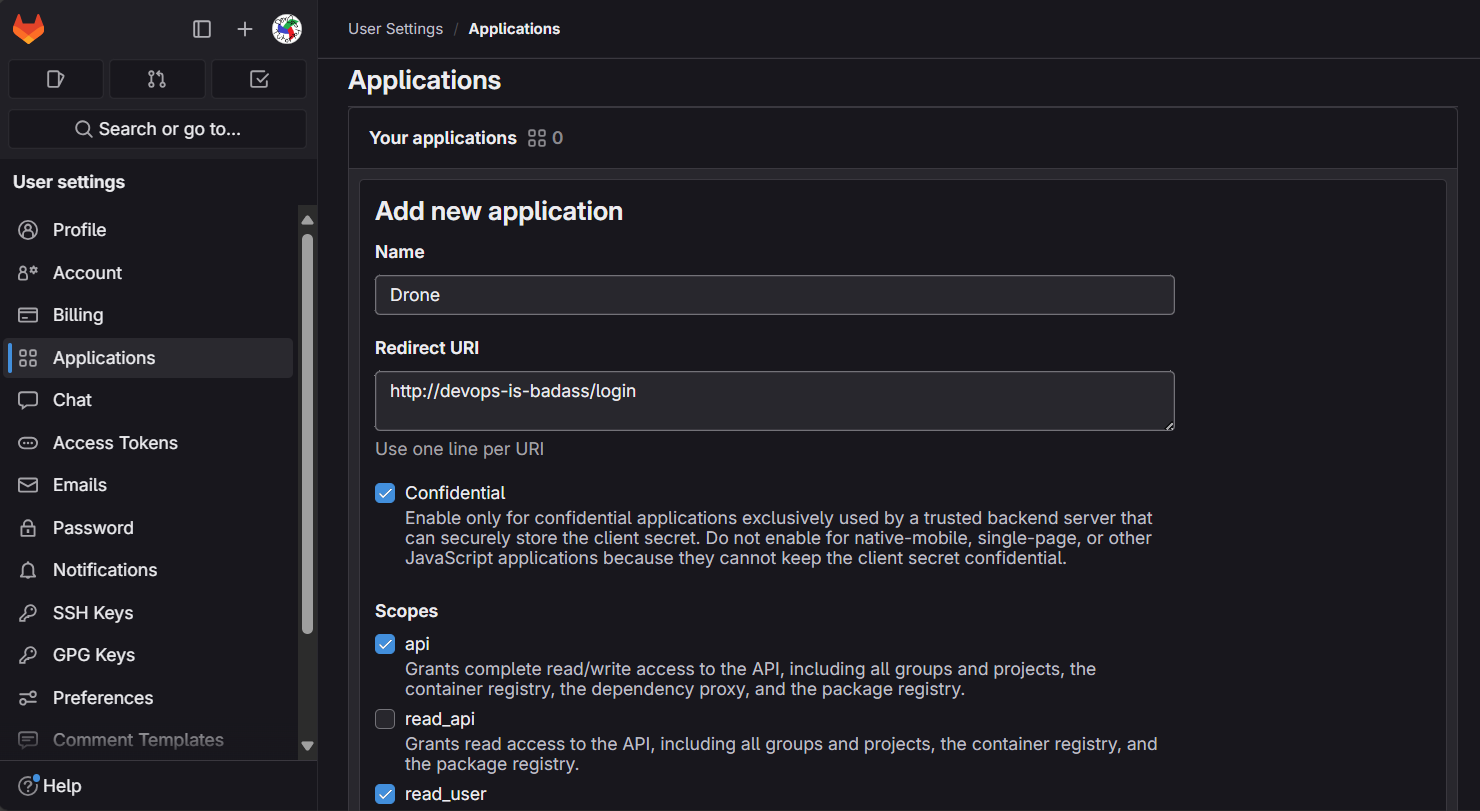 User Settings / Applications
Search or go to...
User settings
Profile
Account
Billing
Applications
Chat
Access Tokens
Emails
Password
Notifications
SSH Keys
GPG Keys
Preferences
Comment Templates
Help
Applications
Your applications 0
Add new application
Name
Drone
Redirect URI
http://devops-is-badass/login
Use one line per URI
Confidential
Enable only for confidential applications exclusively used by a trusted backend server that
can securely store the client secret. Do not enable for native-mobile, single-page, or other
JavaScript applications because they cannot keep the client secret confidential.
Scopes
api
Grants complete read/write access to the API, including all groups and projects, the
container registry, the dependency proxy, and the package registry.
read_api
Grants read access to the API, including all groups and projects, the container registry, and
the package registry.
read_user